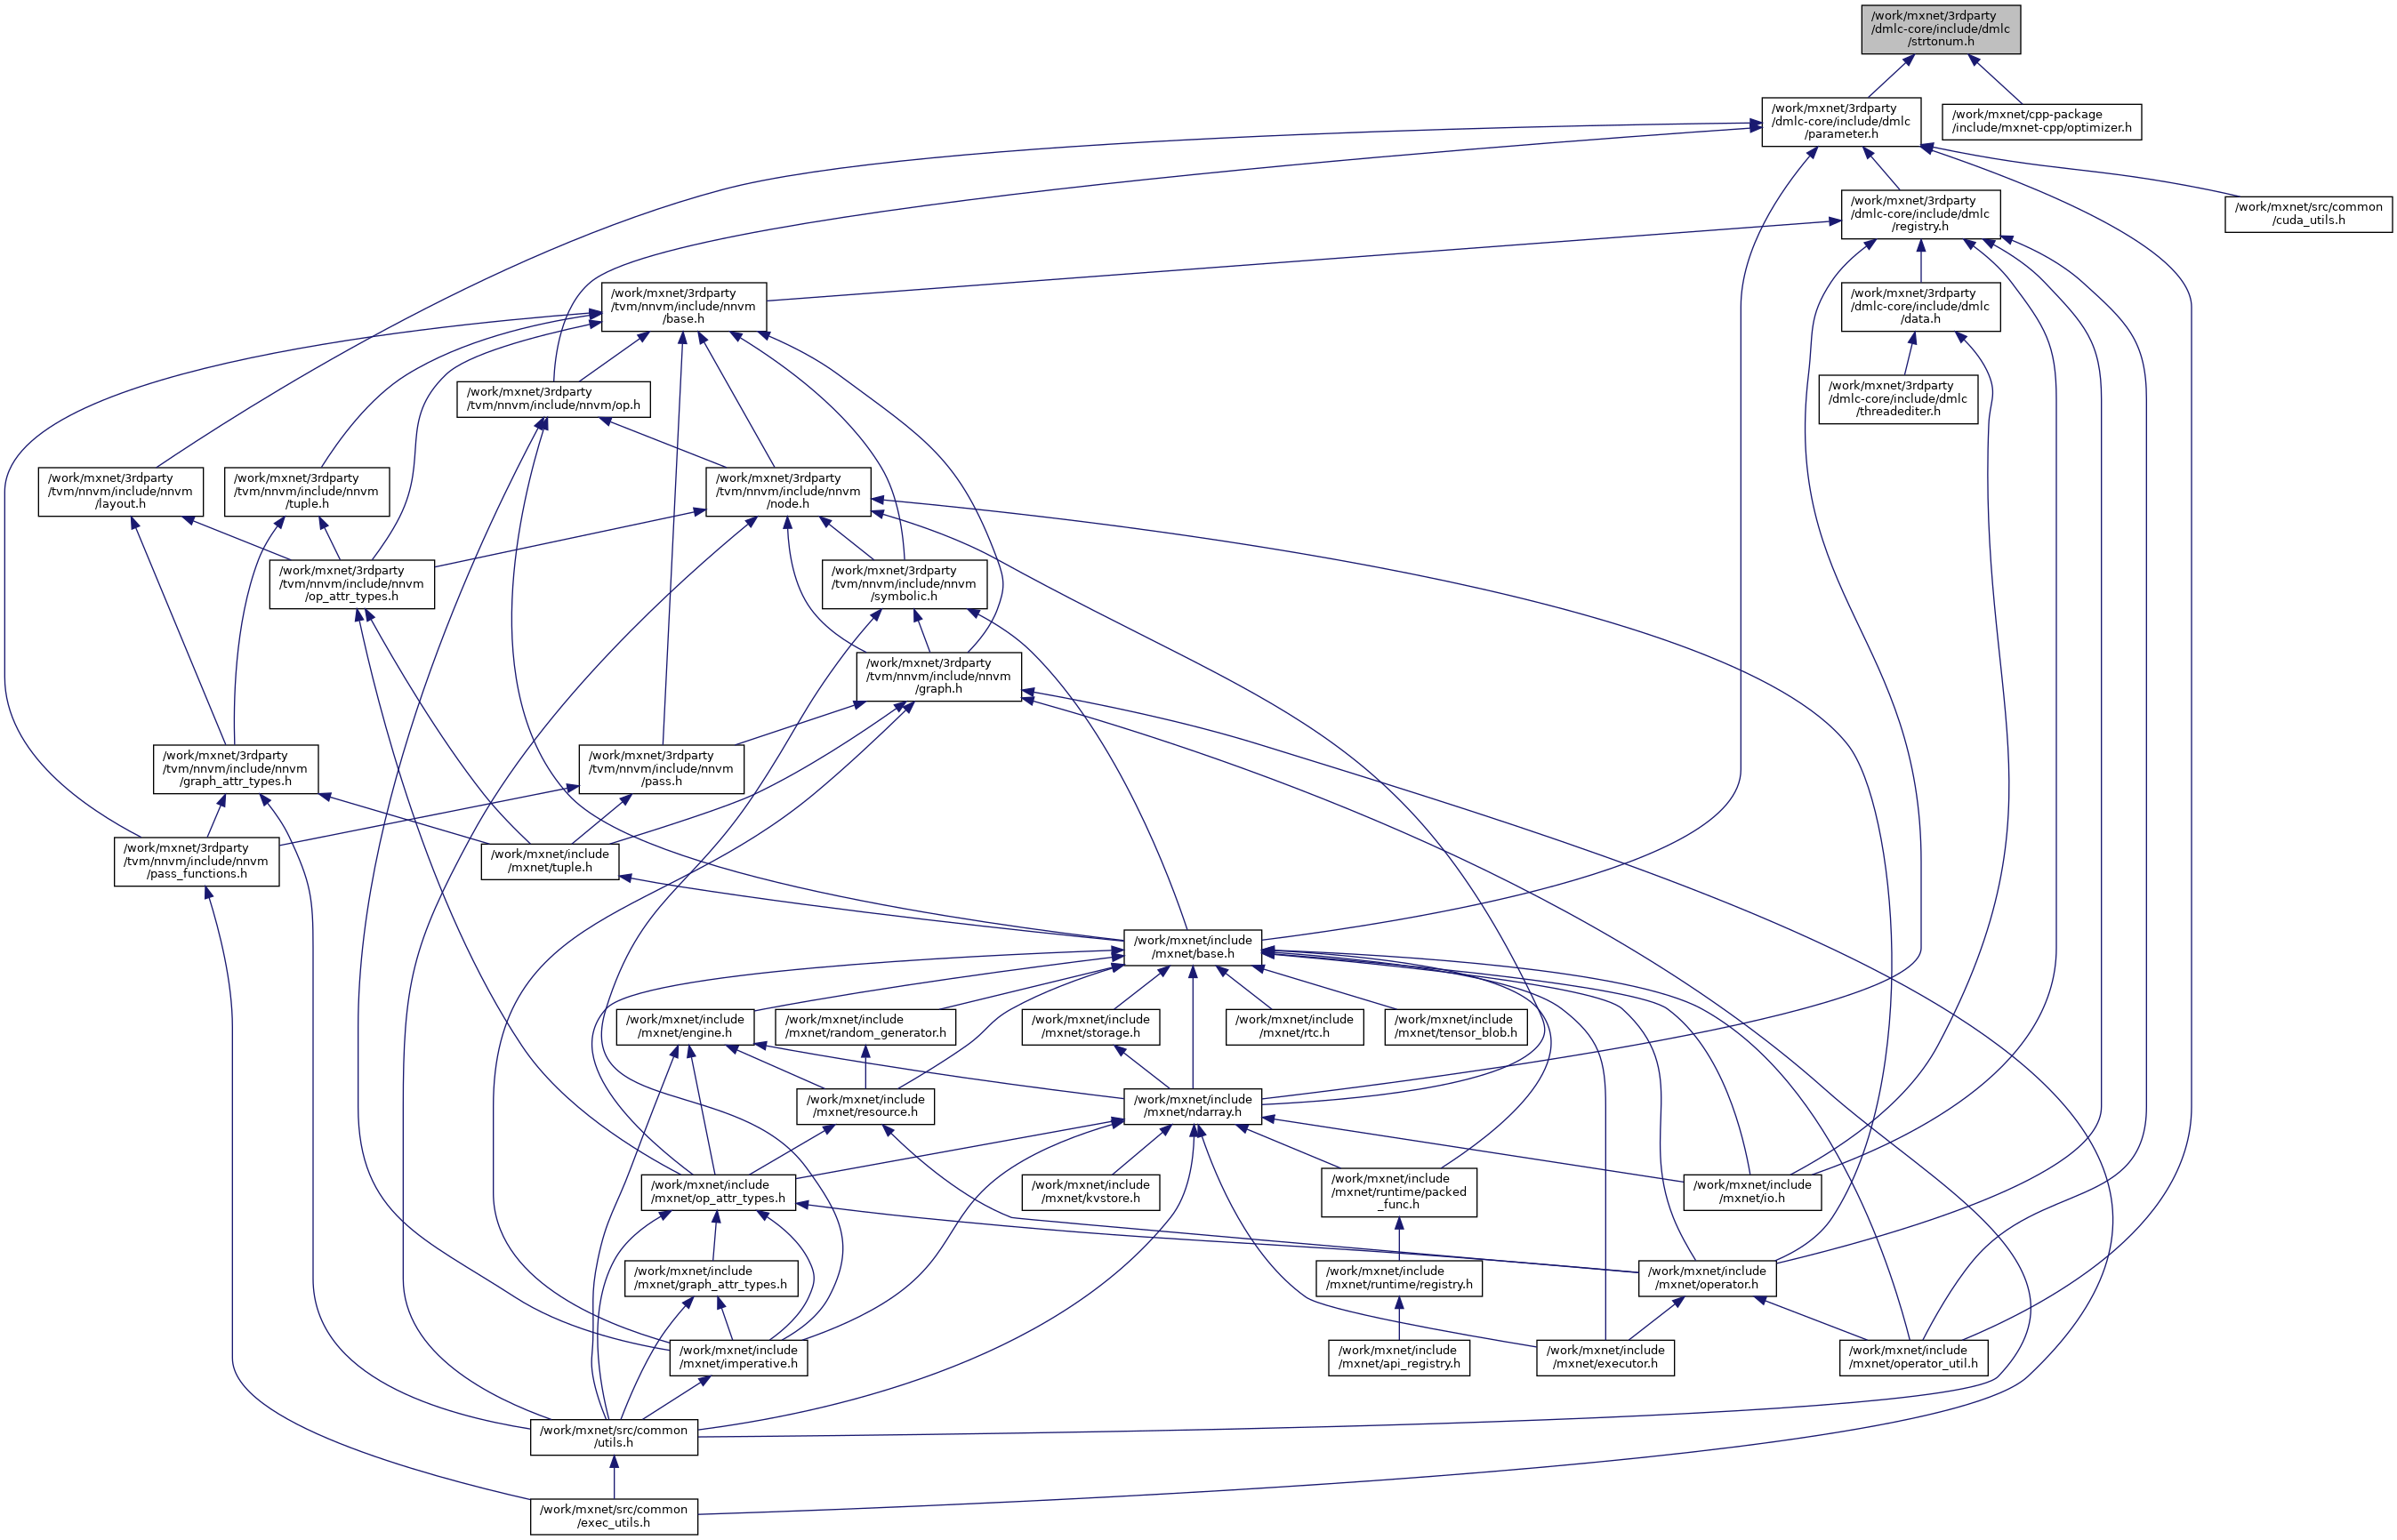 /work/mxnet/3rdparty
/dmlc-core/include/dmlc
/strtonum.h
/work/mxnet/3rdparty
/dmlc-core/include/dmlc
/parameter.h
/work/mxnet/cpp-package
/include/mxnet-cpp/optimizer.h
/work/mxnet/3rdparty
/dmlc-core/include/dmlc
/registry.h
/work/mxnet/src/common
/cuda_utils.h
/work/mxnet/3rdparty
/tvm/nnvm/include/nnvm
/base.h
/work/mxnet/3rdparty
/dmlc-core/include/dmlc
/data.h
/work/mxnet/3rdparty
/tvm/nnvm/include/nnvm/op.h
/work/mxnet/3rdparty
/dmlc-core/include/dmlc
/threadediter.h
/work/mxnet/3rdparty
/tvm/nnvm/include/nnvm
/layout.h
/work/mxnet/3rdparty
/tvm/nnvm/include/nnvm
/tuple.h
/work/mxnet/3rdparty
/tvm/nnvm/include/nnvm
/node.h
/work/mxnet/3rdparty
/tvm/nnvm/include/nnvm
/op_attr_types.h
/work/mxnet/3rdparty
/tvm/nnvm/include/nnvm
/symbolic.h
/work/mxnet/3rdparty
/tvm/nnvm/include/nnvm
/graph.h
/work/mxnet/3rdparty
/tvm/nnvm/include/nnvm
/graph_attr_types.h
/work/mxnet/3rdparty
/tvm/nnvm/include/nnvm
/pass.h
/work/mxnet/3rdparty
/tvm/nnvm/include/nnvm
/pass_functions.h
/work/mxnet/include
/mxnet/tuple.h
/work/mxnet/include
/mxnet/base.h
/work/mxnet/include
/mxnet/engine.h
/work/mxnet/include
/mxnet/random_generator.h
/work/mxnet/include
/mxnet/storage.h
/work/mxnet/include
/mxnet/rtc.h
/work/mxnet/include
/mxnet/tensor_blob.h
/work/mxnet/include
/mxnet/resource.h
/work/mxnet/include
/mxnet/ndarray.h
/work/mxnet/include
/mxnet/op_attr_types.h
/work/mxnet/include
/mxnet/kvstore.h
/work/mxnet/include
/mxnet/runtime/packed
_func.h
/work/mxnet/include
/mxnet/io.h
/work/mxnet/include
/mxnet/graph_attr_types.h
/work/mxnet/include
/mxnet/runtime/registry.h
/work/mxnet/include
/mxnet/operator.h
/work/mxnet/include
/mxnet/imperative.h
/work/mxnet/include
/mxnet/api_registry.h
/work/mxnet/include
/mxnet/executor.h
/work/mxnet/include
/mxnet/operator_util.h
/work/mxnet/src/common
/utils.h
/work/mxnet/src/common
/exec_utils.h